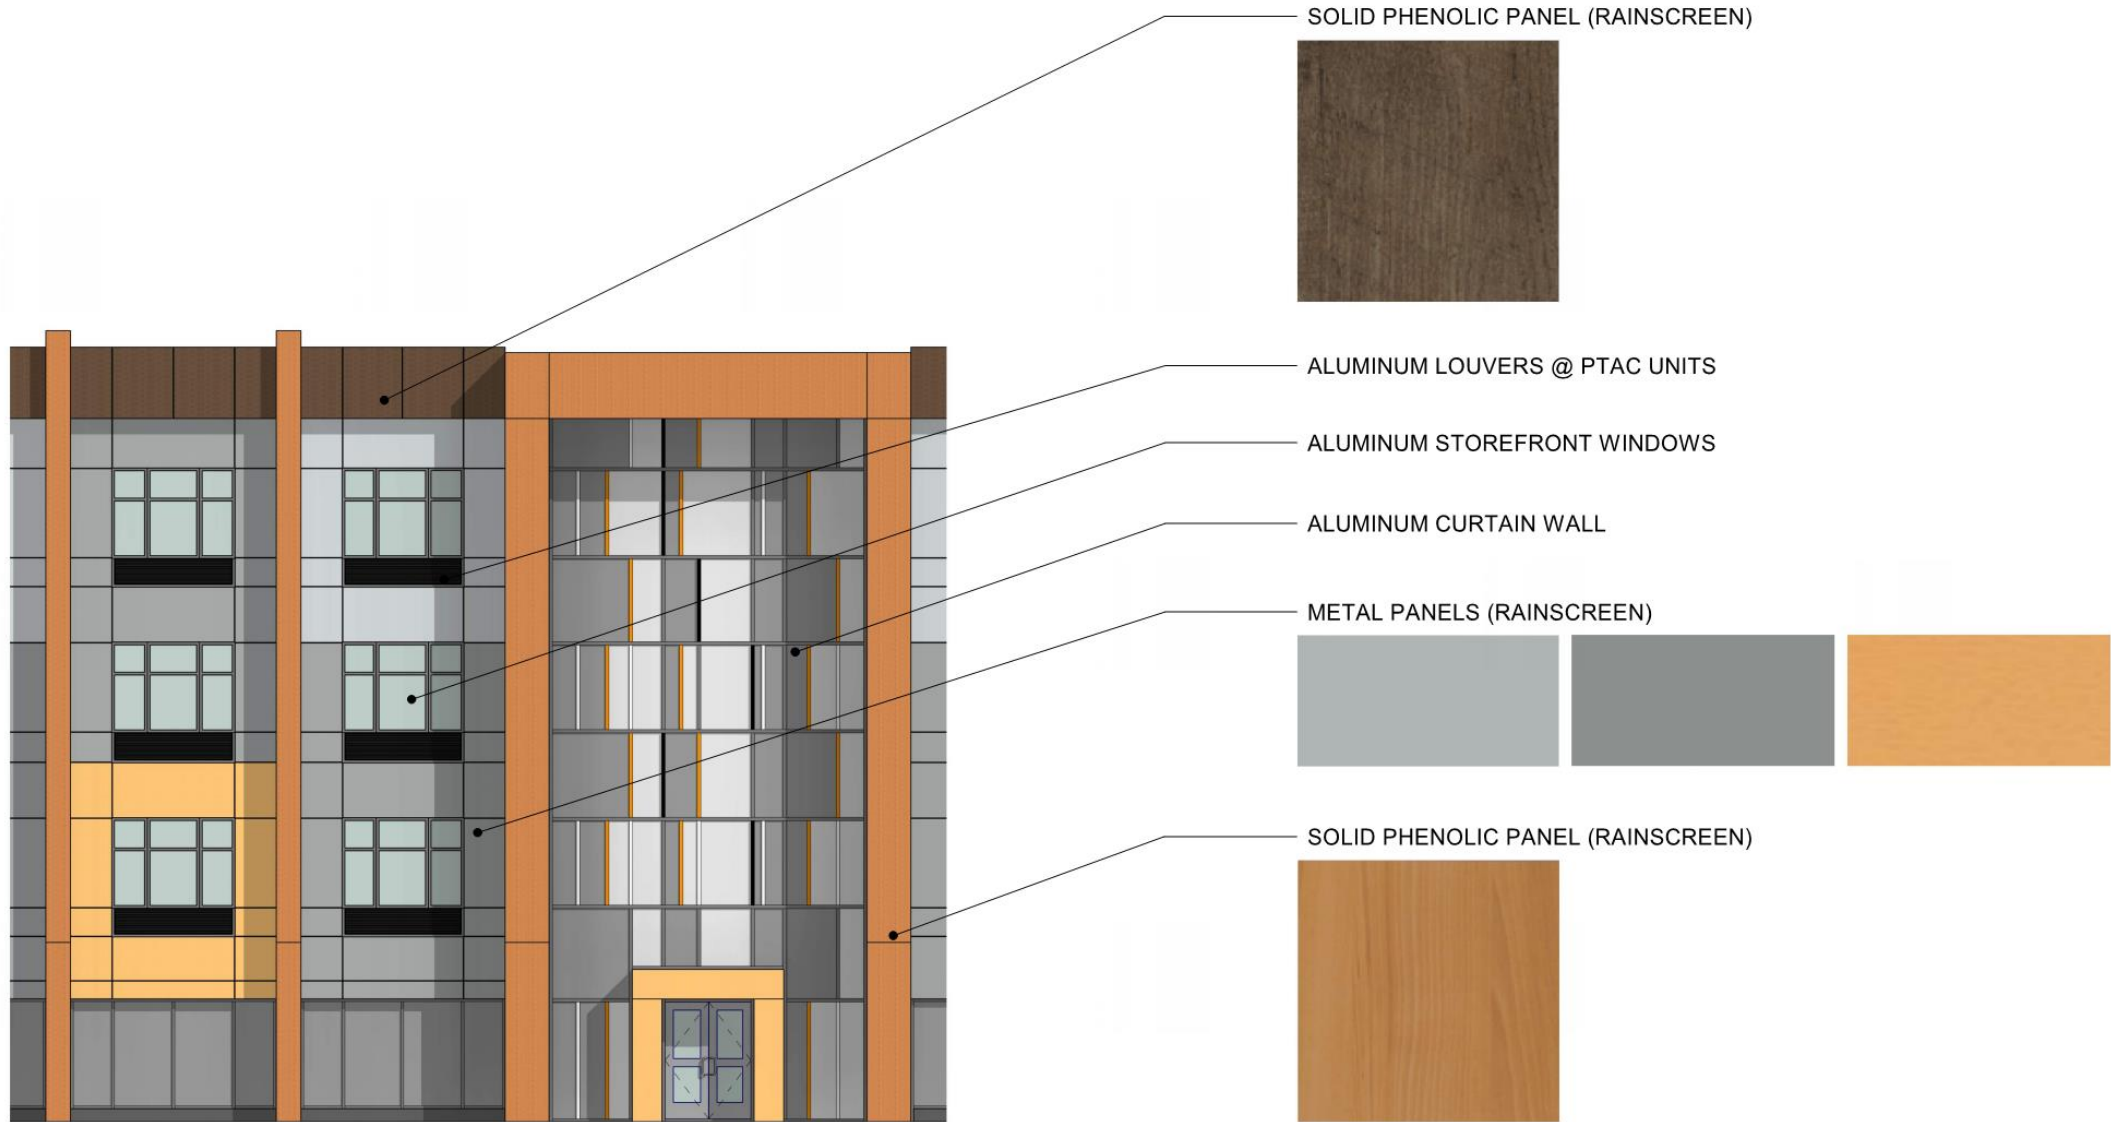 SOLID PHENOLIC PANEL (RAINSCREEN)
ALUMINUM LOUVERS @ PTAC UNITS
ALUMINUM STOREFRONT WINDOWS
ALUMINUM CURTAIN WALL
METAL PANELS (RAINSCREEN)
SOLID PHENOLIC PANEL (RAINSCREEN)